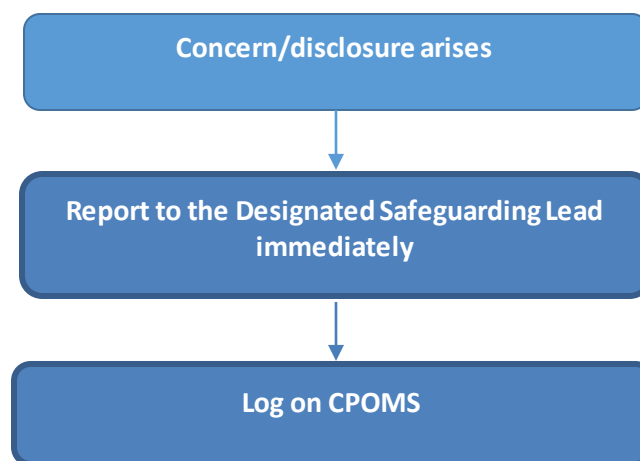 Concern/disclosure arises
Report to the Designated Safeguarding Lead
immediately
Log on CPOMS